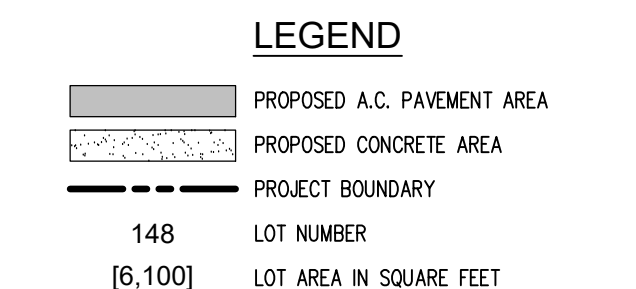 LEGEND
PROPOSED A.C. PAVEMENT AREA
PROPOSED CONCRETE AREA
PROJECT BOUNDARY
148 LOT NUMBER
[6,100] LOT AREA IN SQUARE FEET